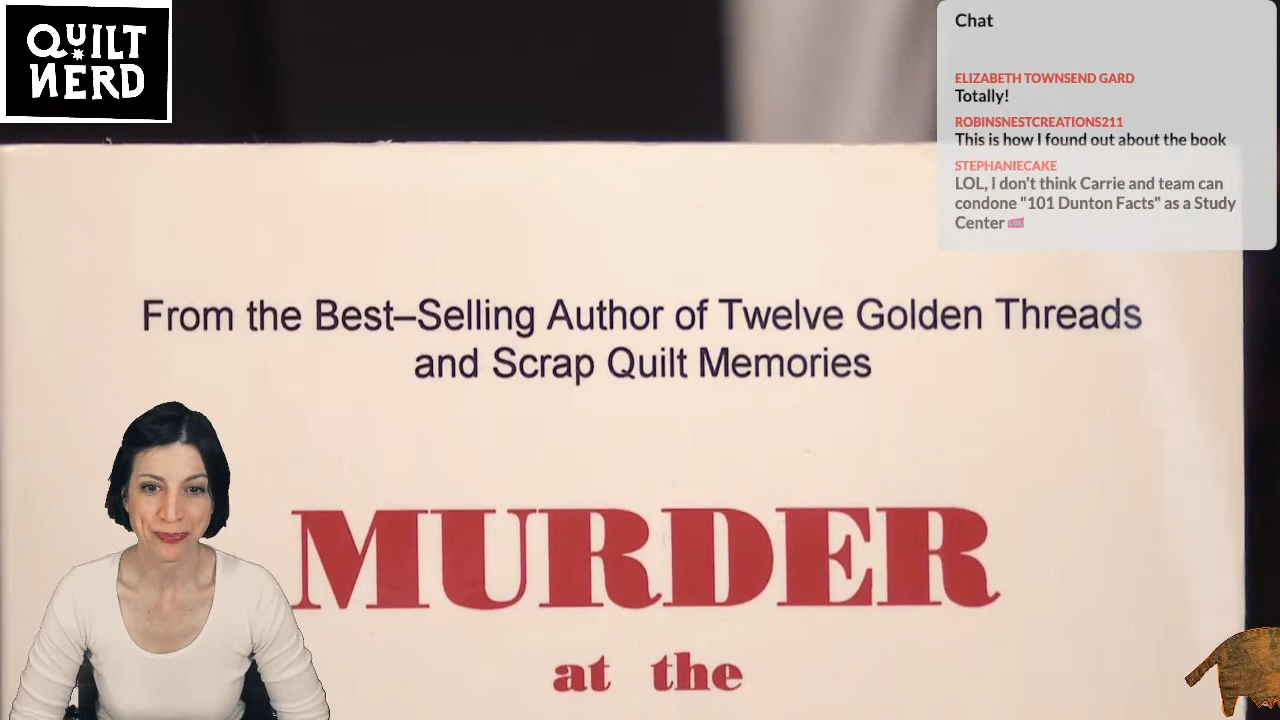 QUILT
NERD
Chat
ELIZABETH TOWNSEND GARD
Totally!
ROBINSNESTCREATIONS211
This is how I found out about the book
STEPHANIECAKE
LOL, I don't think Carrie and team can
condone "101 Dunton Facts" as a Study
Center
From the Best–Selling Author of Twelve Golden Threads
and Scrap Quilt Memories
MURDER
at the